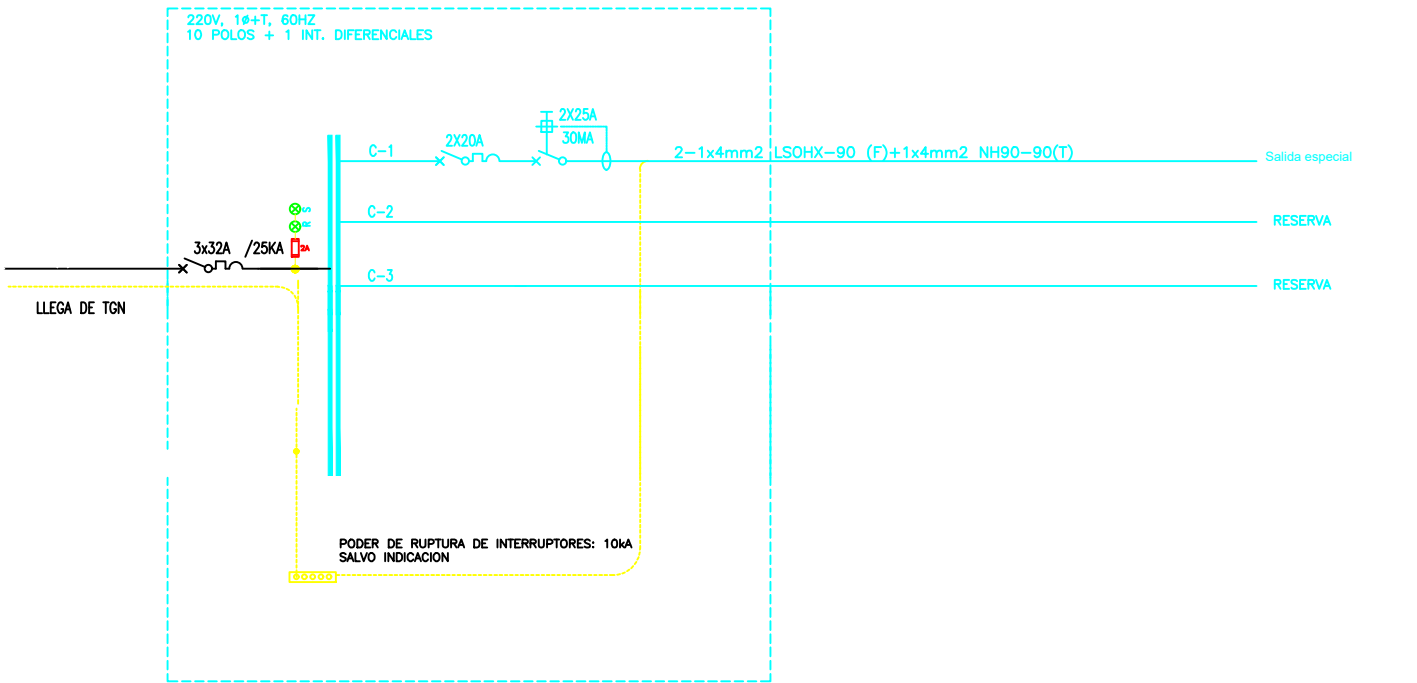 220V, 1ø+T, 60HZ
10 POLOS + 1 INT. DIFERENCIALES
2X25A
30MA
2X20A
C-1
2-1x4mm2 LSOHX-90 (F)+1x4mm2 NH90-90(T)
Salida especial
S
R
C-2
RESERVA
3x32A /25KA
2A
C-3
RESERVA
LLEGA DE TGN
PODER DE RUPTURA DE INTERRUPTORES: 10kA
SALVO INDICACION